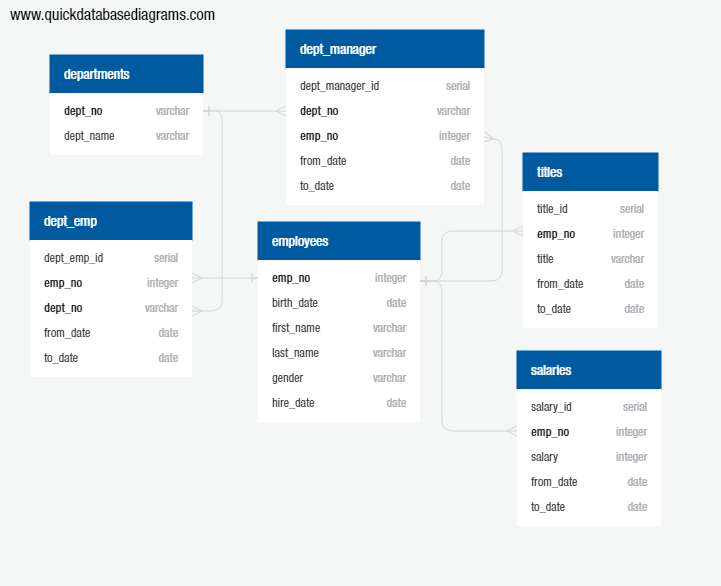 www.quickdatabasediagrams.com
departments
dept_no varchar
dept_name varchar
dept_manager
dept_manager_id serial
dept_no varchar
emp_no integer
from_date date
to_date date
titles
title_id serial
emp_no integer
title varchar
from_date date
to_date date
dept_emp
dept_emp_id serial
emp_no integer
dept_no varchar
from_date date
to_date date
employees
emp_no integer
birth_date date
first_name varchar
last_name varchar
gender varchar
hire_date date
salaries
salary_id serial
emp_no integer
salary integer
from_date date
to_date date